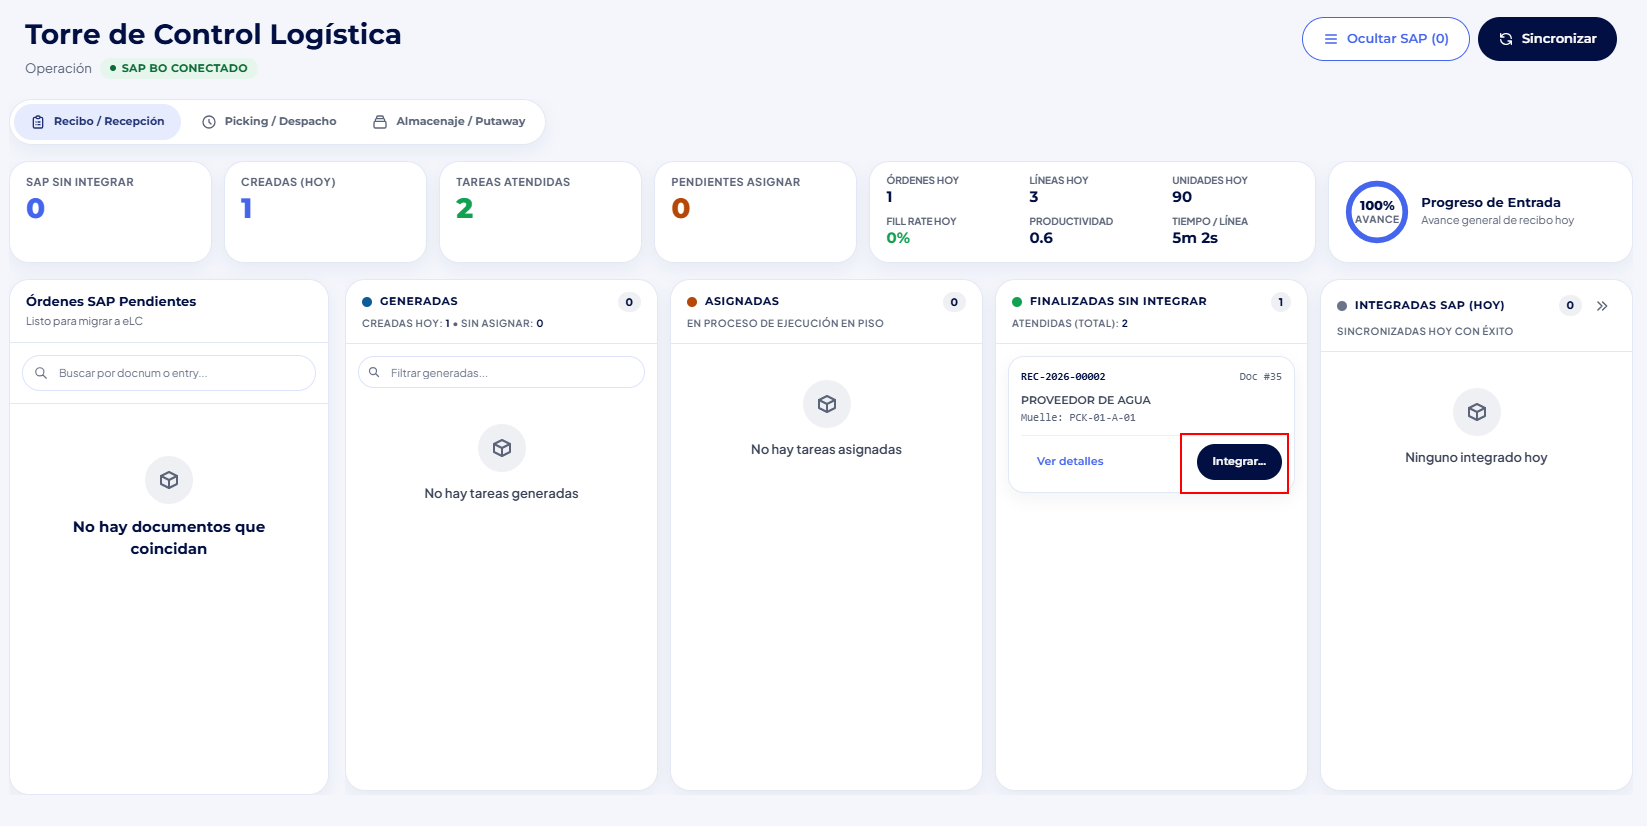 Torre de Control Logística
Operación
SAP BO CONECTADO
Ocultar SAP (0)
Sincronizar
Recibo / Recepción
Picking / Despacho
Almacenaje / Putaway
SAP SIN INTEGRAR
0
CREADAS (HOY)
1
TAREAS ATENDIDAS
2
PENDIENTES ASIGNAR
0
ÓRDENES HOY
1
LÍNEAS HOY
3
UNIDADES HOY
90
FILL RATE HOY
0%
PRODUCTIVIDAD
0.6
TIEMPO / LÍNEA
5m 2s
100%
AVANCE
Progreso de Entrada
Avance general de recibo hoy
Órdenes SAP Pendientes
Listo para migrar a eLC
Buscar por docnum o entry...
No hay documentos que
coincidan
GENERADAS
0
CREADAS HOY: 1 • SIN ASIGNAR: 0
Filtrar generadas...
No hay tareas generadas
ASIGNADAS
0
EN PROCESO DE EJECUCIÓN EN PISO
No hay tareas asignadas
FINALIZADAS SIN INTEGRAR
1
ATENDIDAS (TOTAL): 2
REC-2026-00002
Doc #35
PROVEEDOR DE AGUA
Muelle: PCK-01-A-01
Ver detalles
Integrar...
INTEGRADAS SAP (HOY)
0
SINCRONIZADAS HOY CON ÉXITO
Ninguno integrado hoy